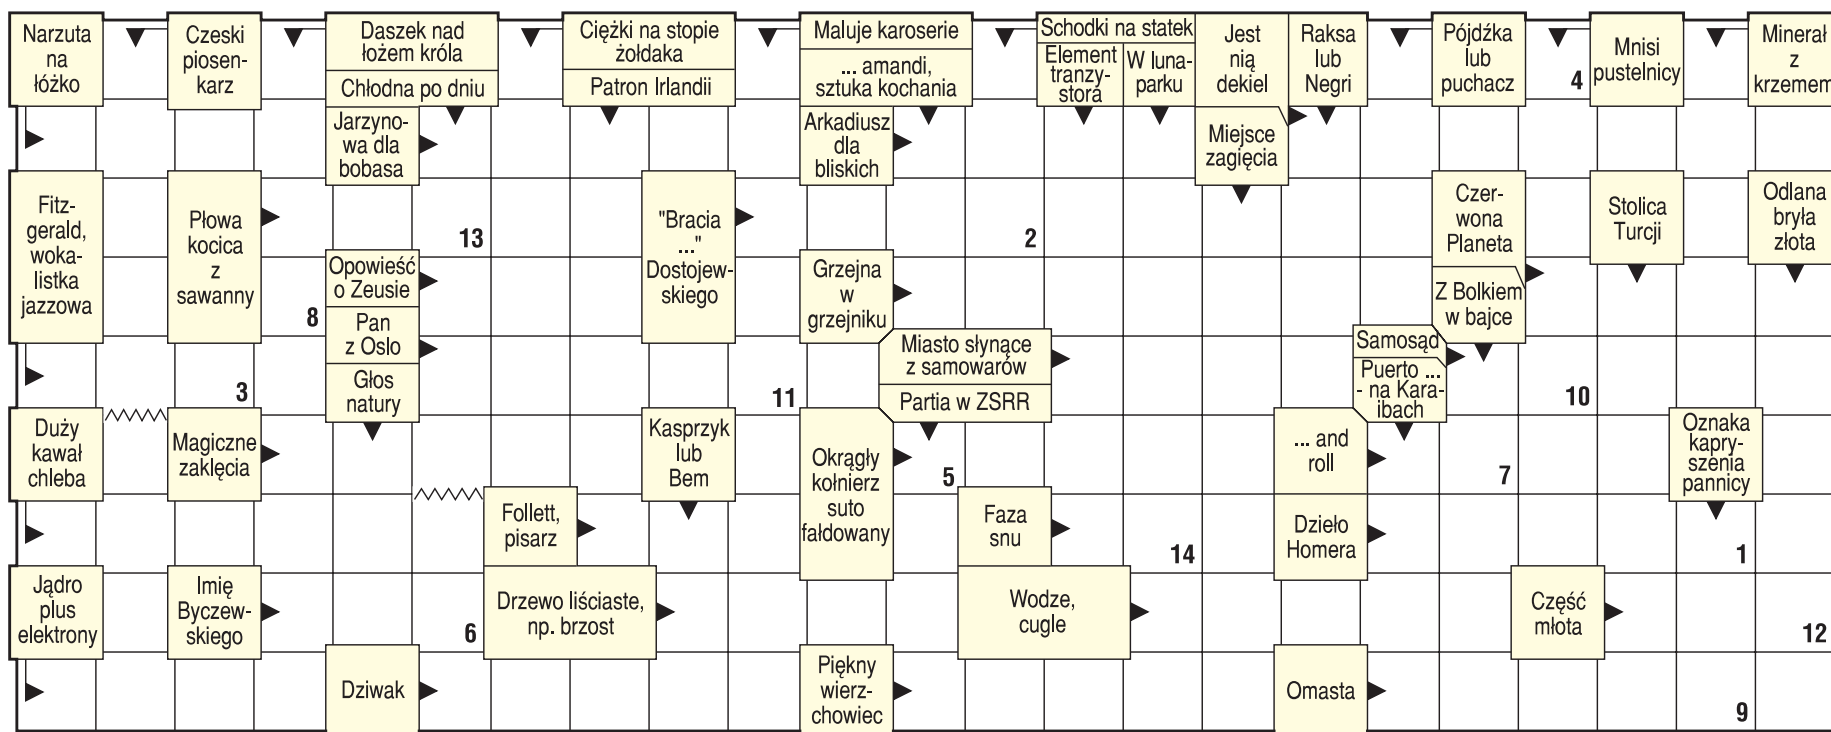 Narzuta
na
łóżko
Czeski
piosen-
karz
Daszek nad
łożem króla
Chłodna po dniu
Ciężki na stopie
żołdaka
Patron Irlandii
Maluje karoserie
... amandi,
sztuka kochania
Schodki na statek
Element
tranzy-
stora
W luna-
parku
Jest
nią
dekiel
Raksa
lub
Negri
Pójdźka
lub
puchacz
4
Mnisi
pustelnicy
Minerał
z
krzemem
Jarzyno-
wa dla
bobasa
Arkadiusz
dla
bliskich
Miejsce
zagięcia
Fitz-
gerald,
woka-
listka
jazzowa
Płowa
kocica
z
sawanny
13
"Bracia
..."
Dostojew-
skiego
2
Czer-
wona
Planeta
Stolica
Turcji
Odlana
bryła
złota
8
Opowieść
o Zeusie
Pan
z Oslo
Głos
natury
Grzejna
w
grzejniku
Z Bolkiem
w bajce
3
11
Miasto słynące
z samowarów
Partia w ZSRR
Samosąd
Puerto ...
- na Kara-
ibach
10
Duży
kawał
chleba
Magiczne
zaklęcia
Kasprzyk
lub
Bem
Okrągły
kołnierz
suto
fałdowany
5
... and
roll
7
Oznaka
kapry-
szenia
pannicy
Follett,
pisarz
Faza
snu
14
Dzieło
Homera
1
Jądro
plus
elektrony
Imię
Byczew-
skiego
6
Drzewo liściaste,
np. brzost
Wodze,
cugle
Część
młota
12
Dziwak
Piękny
wierz-
chowiec
Omasta
9